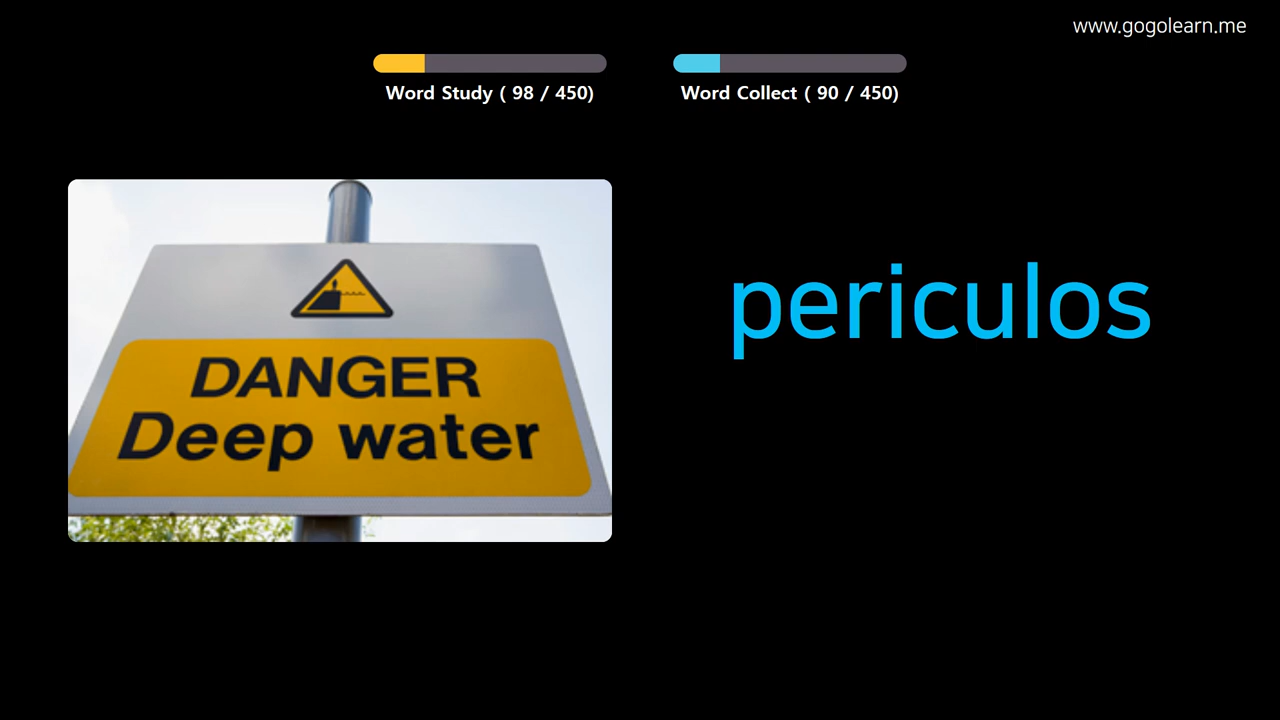 www.gogolearn.me
Word Study ( 98 / 450)
Word Collect ( 90 / 450)
DANGER
Deep water
periculos